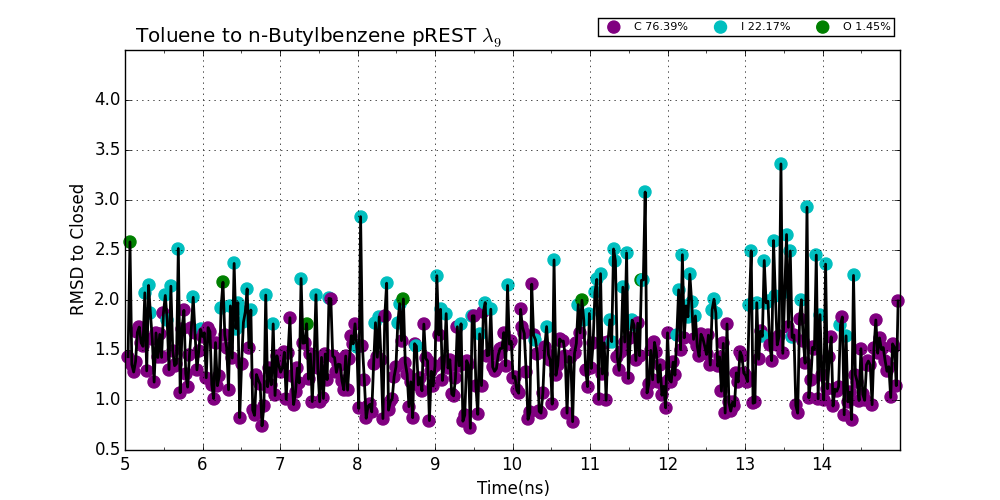 Toluene to n-Butylbenzene pREST λ₉
C 76.39% I 22.17% O 1.45%
RMSD to Closed
4.0
3.5
3.0
2.5
2.0
1.5
1.0
0.5
5 6 7 8 9 10 11 12 13 14
Time(ns)